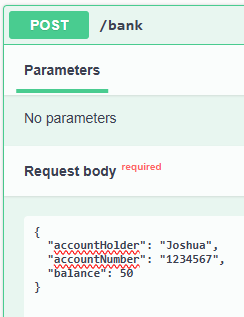 POST /bank
Parameters
No parameters
Request body required
{
"accountHolder": "Joshua",
"accountNumber": "1234567",
"balance": 50
}